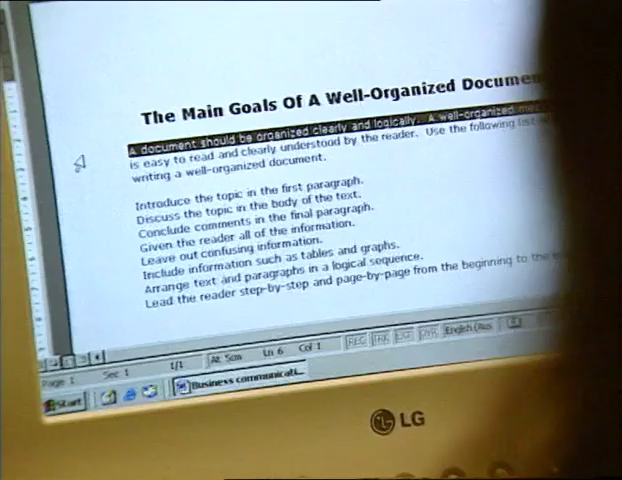 The Main Goals Of A Well-Organized Documen
A document should be organized clearly and logically. A well-organized
is easy to read and clearly understood by the reader. Use the following
writing a well-organized document.
Introduce the topic in the first paragraph.
Discuss the topic in the body of the text.
Conclude comments in the final paragraph.
Given the reader all of the information.
Leave out confusing information.
Include information such as tables and graphs.
Arrange text and paragraphs in a logical sequence.
Lead the reader step-by-step and page-by-page from the beginning to the
Page 1 Sec 1 1/1 At 5cm Ln 6 Col 1 REC TRK EXT OVR English (Aus
Start Business communicati...
LG